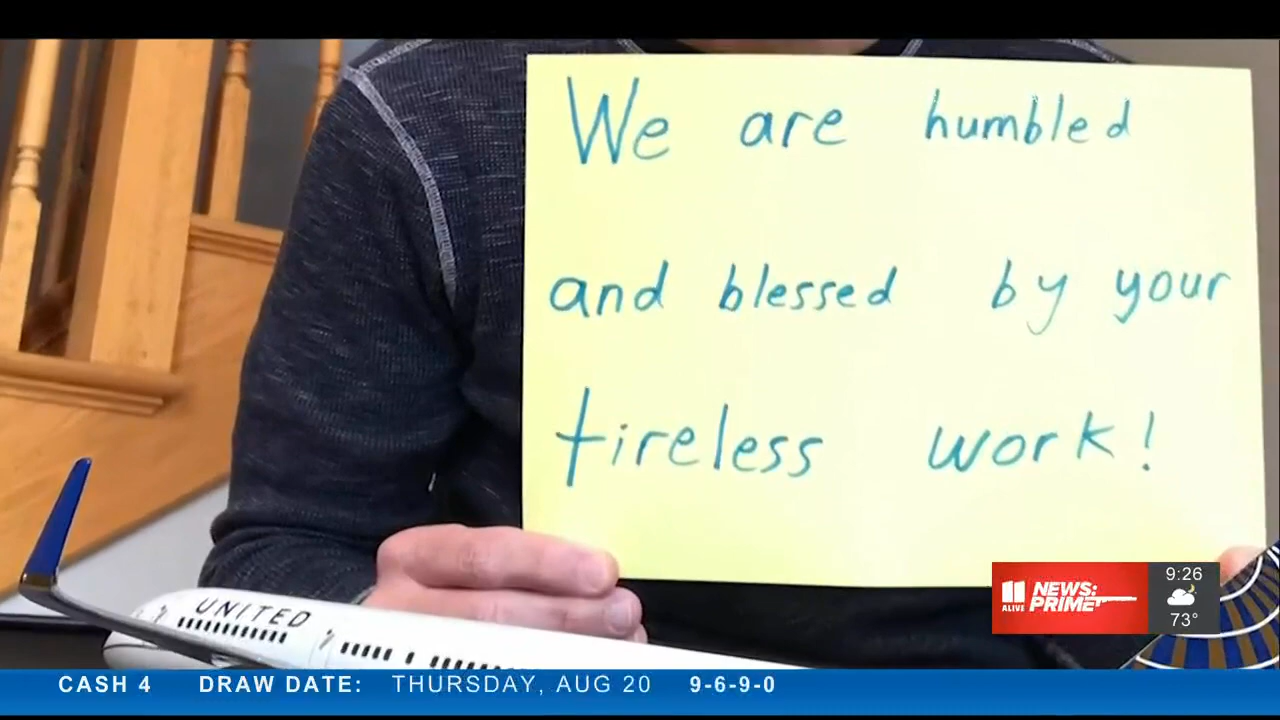 We are humbled
and blessed by your
tireless work!
UNITED
11 ALIVE NEWS: PRIME
9:26
73°
CASH 4 DRAW DATE: THURSDAY, AUG 20 9-6-9-0